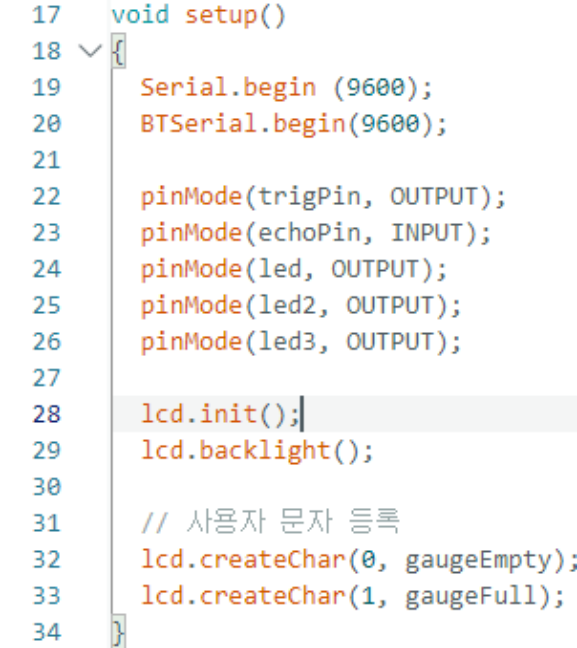 17 void setup()
18 {
19 Serial.begin (9600);
20 BTSerial.begin(9600);
21
22 pinMode(trigPin, OUTPUT);
23 pinMode(echoPin, INPUT);
24 pinMode(led, OUTPUT);
25 pinMode(led2, OUTPUT);
26 pinMode(led3, OUTPUT);
27
28 lcd.init();
29 lcd.backlight();
30
31 // 사용자 문자 등록
32 lcd.createChar(0, gaugeEmpty);
33 lcd.createChar(1, gaugeFull);
34 }